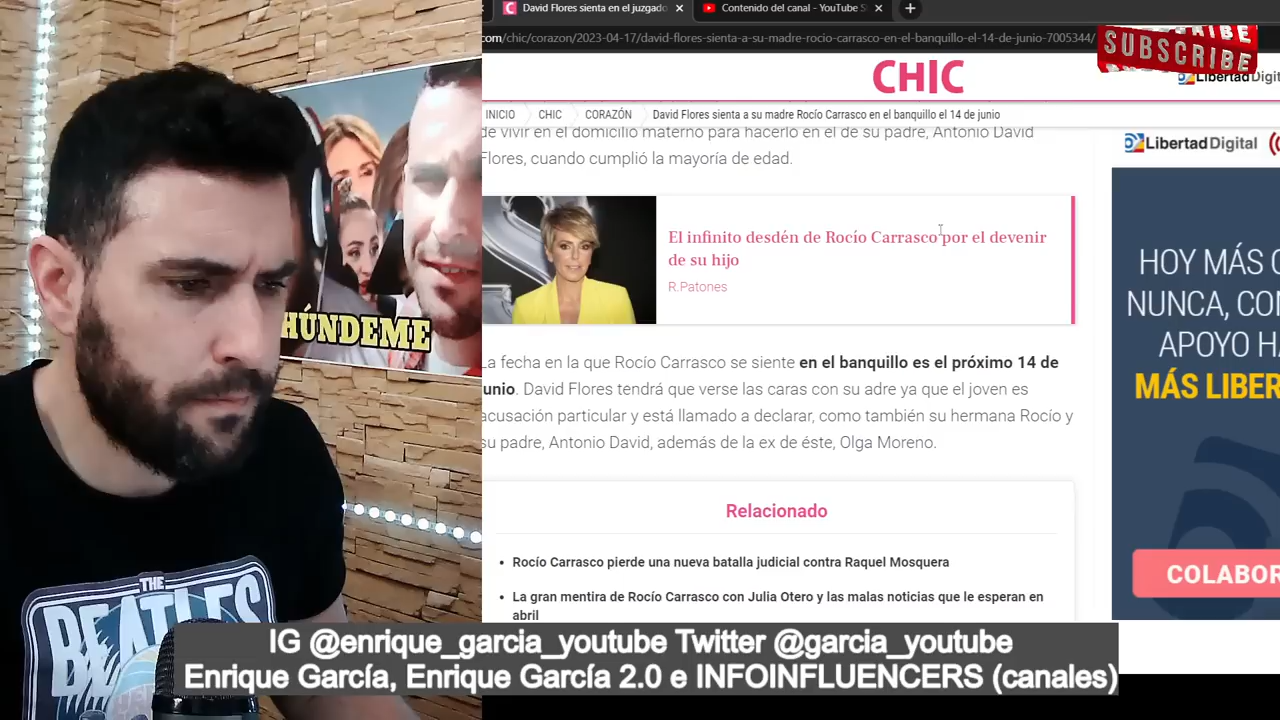 David Flores sienta en el juzgado
Contenido del canal - YouTube S
com/chic/corazon/2023-04-17/david-flores-sienta-a-su-madre-rocio-carrasco-en-el-banquillo-el-14-de-junio-7005344/
SUBSCRIBE
CHIC
Libertad Digi
INICIO CHIC CORAZÓN David Flores sienta a su madre Rocío Carrasco en el banquillo el 14 de junio
de vivir en el domicilio materno para hacerlo en el de su padre, Antonio David
Flores, cuando cumplió la mayoría de edad.
El infinito desdén de Rocío Carrasco por el devenir
de su hijo
R.Patones
La fecha en la que Rocío Carrasco se siente en el banquillo es el próximo 14 de
junio. David Flores tendrá que verse las caras con su adre ya que el joven es
acusación particular y está llamado a declarar, como también su hermana Rocío y
su padre, Antonio David, además de la ex de éste, Olga Moreno.
Relacionado
• Rocío Carrasco pierde una nueva batalla judicial contra Raquel Mosquera
• La gran mentira de Rocío Carrasco con Julia Otero y las malas noticias que le esperan en
abril
Libertad Digital
HOY MÁS
NUNCA, CON
APOYO HA
MÁS LIBER
COLABOR
HÚNDEME
THE
BEATLES
IG @enrique_garcia_youtube Twitter @garcia_youtube
Enrique García, Enrique García 2.0 e INFOINFLUENCERS (canales)